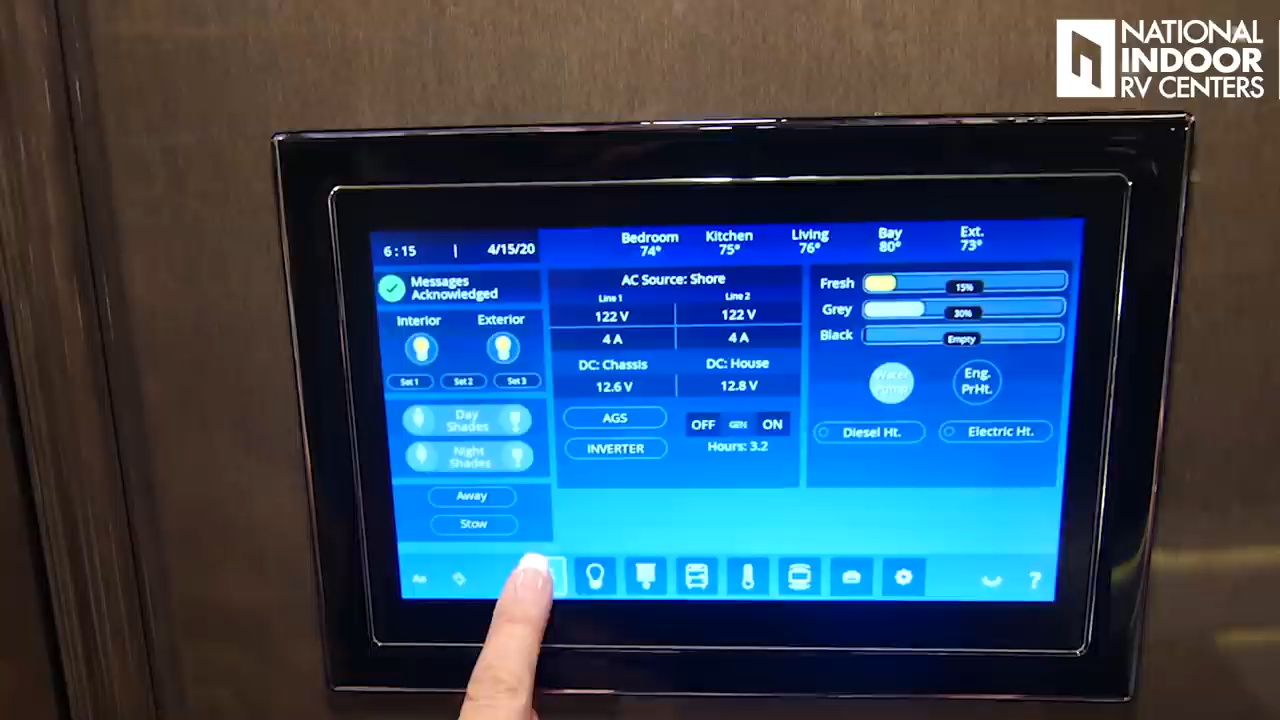 NATIONAL
INDOOR
RV CENTERS
6:15 | 4/15/20
Bedroom Kitchen Living Bay Ext.
74° 75° 76° 80° 73°
Messages
Acknowledged
Interior Exterior
Set 1 Set 2 Set 3
Day
Shades
Night
Shades
Away
Stow
AC Source: Shore
Line 1 Line 2
122 V 122 V
4 A 4 A
DC: Chassis DC: House
12.6 V 12.8 V
AGS
INVERTER
OFF GEN ON
Hours: 3.2
Fresh 15%
Grey 30%
Black Empty
Water
Pump
Eng.
PrHt.
Diesel Ht. Electric Ht.
Aa
?